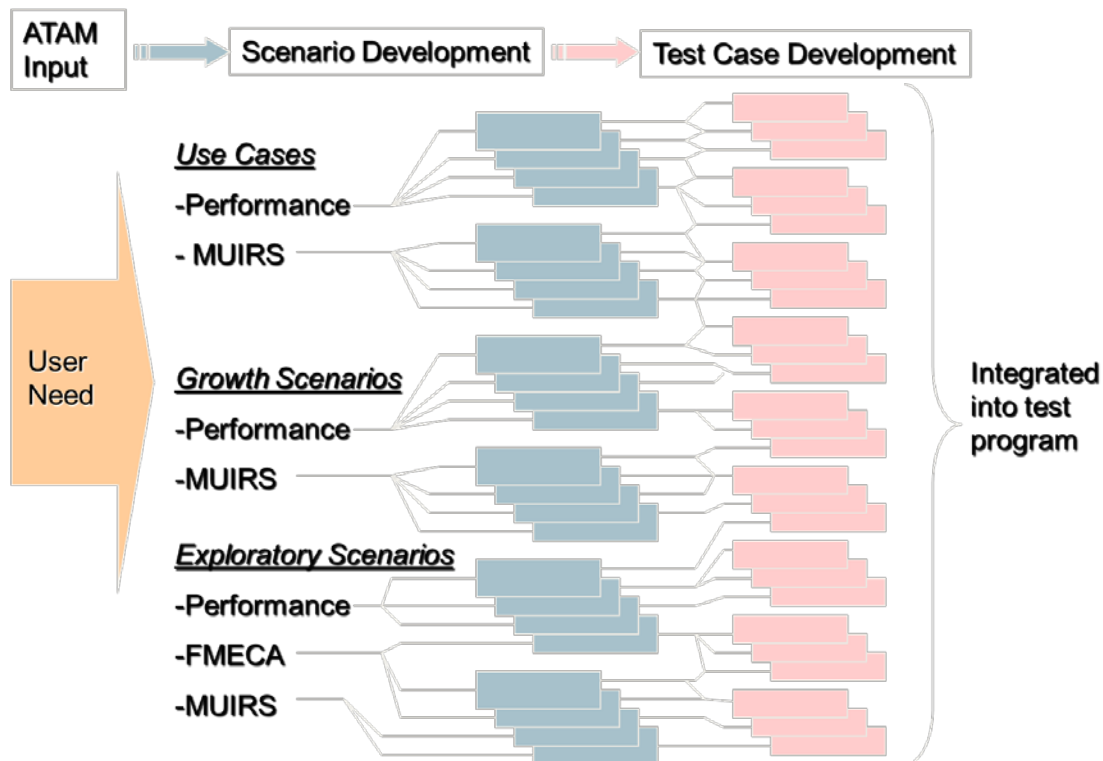 ATAM
Input
Scenario Development
Test Case Development
Use Cases
-Performance
- MUIRS
User
Need
Growth Scenarios
-Performance
-MUIRS
Exploratory Scenarios
-Performance
-FMECA
-MUIRS
Integrated
into test
program